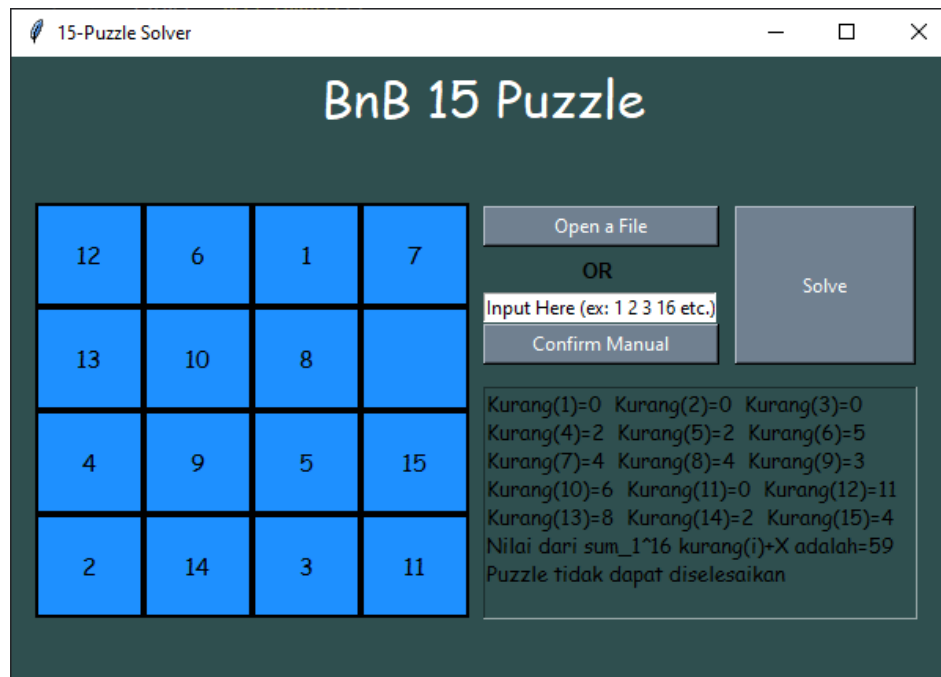 15-Puzzle Solver
BnB 15 Puzzle
12 6 1 7
13 10 8
4 9 5 15
2 14 3 11
Open a File
OR
Input Here (ex: 1 2 3 16 etc.)
Confirm Manual
Solve
Kurang(1)=0 Kurang(2)=0 Kurang(3)=0
Kurang(4)=2 Kurang(5)=2 Kurang(6)=5
Kurang(7)=4 Kurang(8)=4 Kurang(9)=3
Kurang(10)=6 Kurang(11)=0 Kurang(12)=11
Kurang(13)=8 Kurang(14)=2 Kurang(15)=4
Nilai dari sum_1^16 kurang(i)+X adalah=59
Puzzle tidak dapat diselesaikan